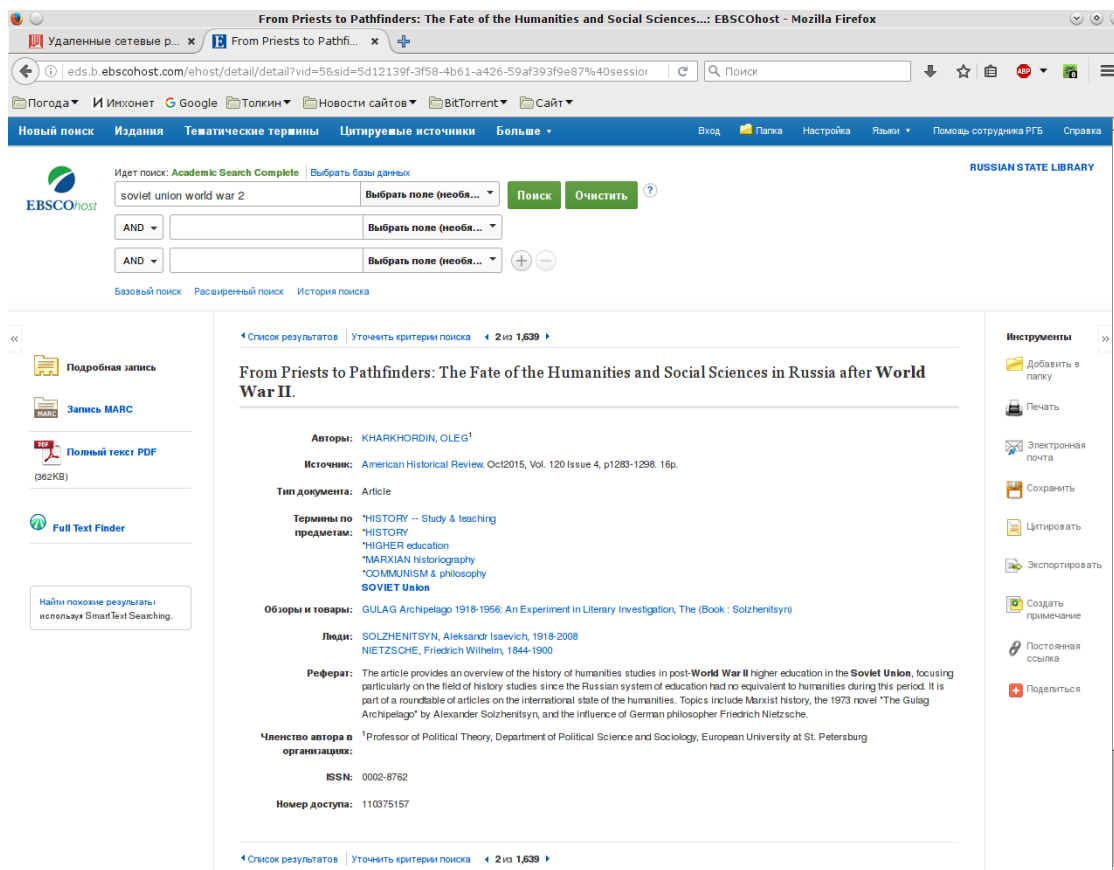 From Priests to Pathfinders: The Fate of the Humanities and Social Sciences...: EBSCOhost - Mozilla Firefox
Удаленные сетевые р... From Priests to Pathfi...
eds.b.ebscohost.com/ehost/detail/detail?vid=5&sid=5d12139f-3f58-4b61-a426-59af393f9e87%40session Поиск ABP
Погода Имхонет Google Толкин Новости сайтов BitTorrent Сайт
Новый поиск Издания Тематические термины Цитируемые источники Больше Вход Папка Настройка Языки Помощь сотрудника РГБ Справка
Идет поиск: Academic Search Complete Выбрать базы данных RUSSIAN STATE LIBRARY
EBSCOhost
soviet union world war 2 Выбрать поле (необя... Поиск Очистить ?
AND Выбрать поле (необя...
AND Выбрать поле (необя...
Базовый поиск Расширенный поиск История поиска
Список результатов Уточнить критерии поиска 2 из 1,639
Подробная запись
MARC Запись MARC
PDF Полный текст PDF
(362KB)
Full Text Finder
Найти похожие результаты
используя SmartText Searching.
From Priests to Pathfinders: The Fate of the Humanities and Social Sciences in Russia after World
War II.
Авторы: KHARKHORDIN, OLEG1
Источник: American Historical Review. Oct2015, Vol. 120 Issue 4, p1283-1298. 16p.
Тип документа: Article
Термины по *HISTORY -- Study & teaching
предметам: *HISTORY
*HIGHER education
*MARXIAN historiography
*COMMUNISM & philosophy
SOVIET Union
Обзоры и товары: GULAG Archipelago 1918-1956: An Experiment in Literary Investigation, The (Book : Solzhenitsyn)
Люди: SOLZHENITSYN, Aleksandr Isaevich, 1918-2008
NIETZSCHE, Friedrich Wilhelm, 1844-1900
Реферат: The article provides an overview of the history of humanities studies in post-World War II higher education in the Soviet Union, focusing
particularly on the field of history studies since the Russian system of education had no equivalent to humanities during this period. It is
part of a roundtable of articles on the international state of the humanities. Topics include Marxist history, the 1973 novel "The Gulag
Archipelago" by Alexander Solzhenitsyn, and the influence of German philosopher Friedrich Nietzsche.
Членство автора в 1Professor of Political Theory, Department of Political Science and Sociology, European University at St. Petersburg
организациях:
ISSN: 0002-8762
Номер доступа: 110375157
Список результатов Уточнить критерии поиска 2 из 1,639
Инструменты
Добавить в
папку
Печать
Электронная
почта
Сохранить
Цитировать
Экспортировать
Создать
примечание
Постоянная
ссылка
Поделиться